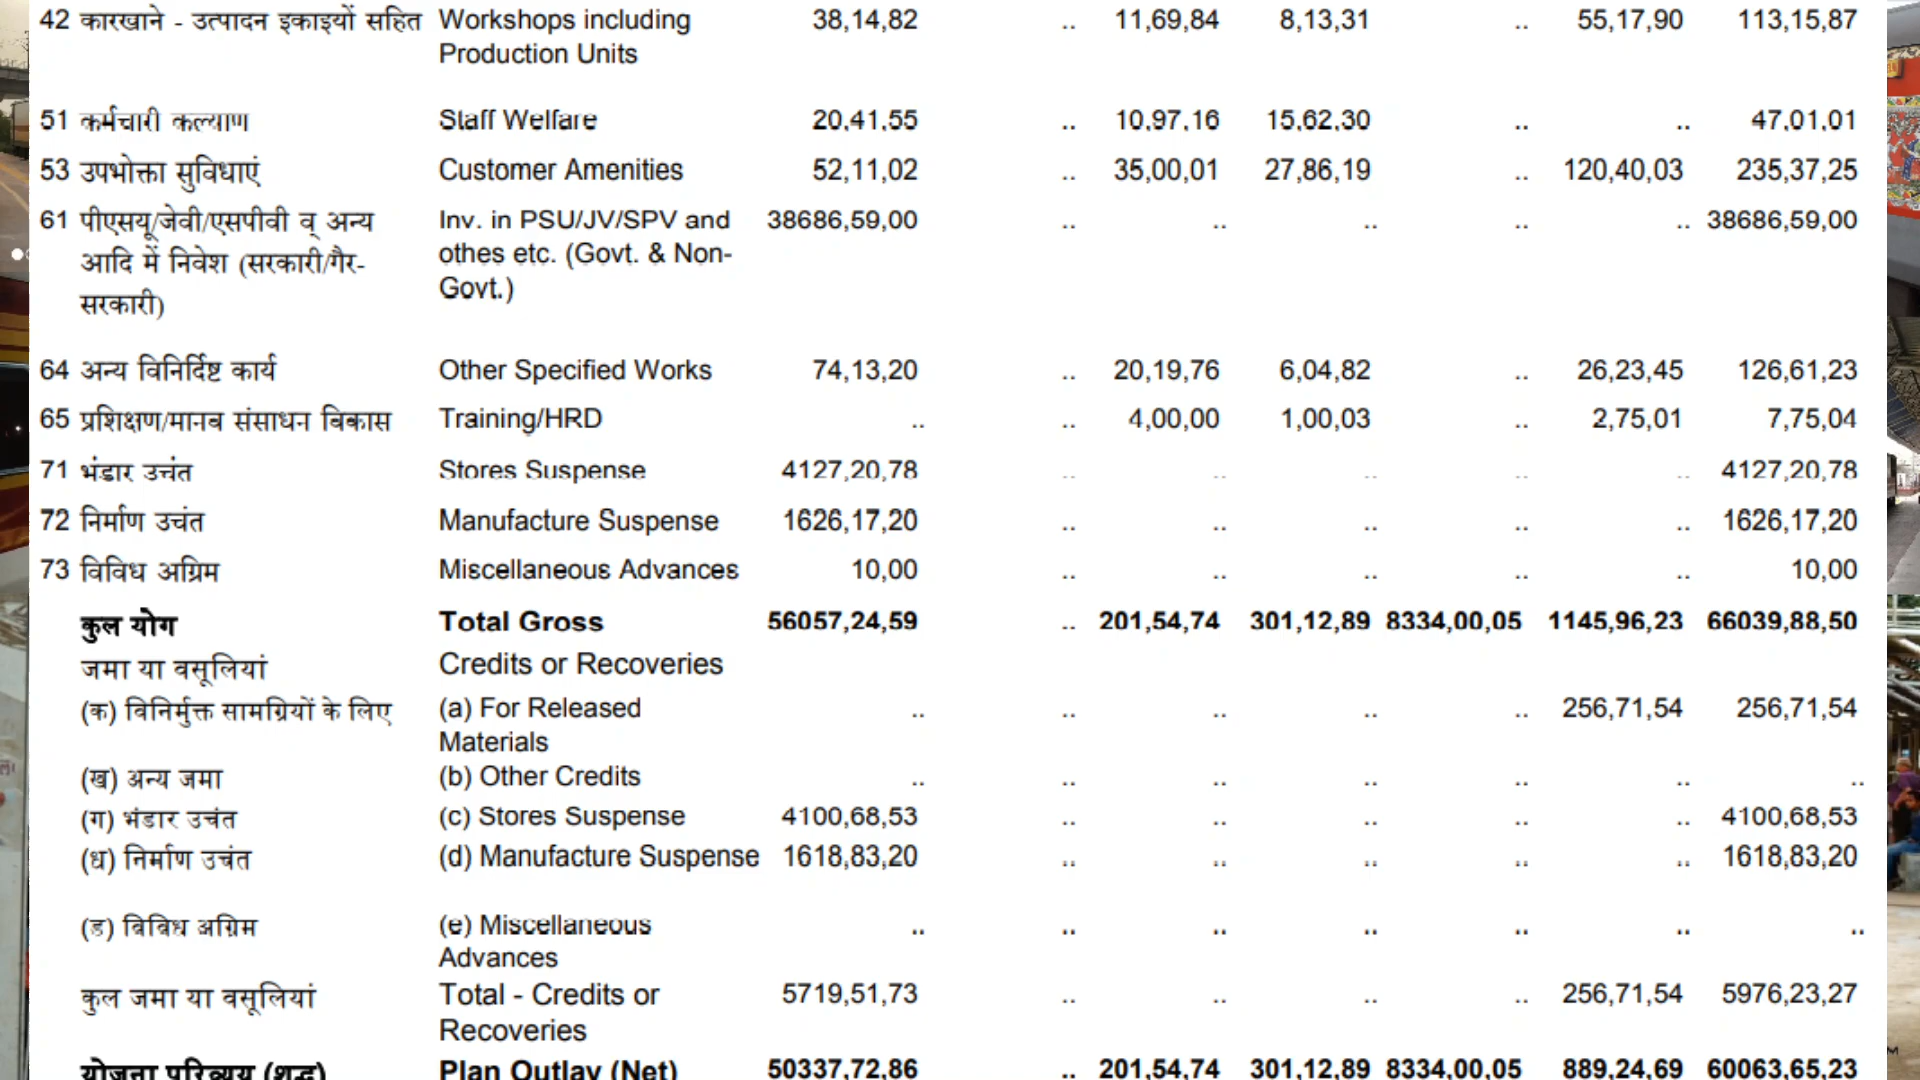 42 कारखाने - उत्पादन इकाइयों सहित Workshops including 38,14,82 .. 11,69,84 8,13,31 .. 55,17,90 113,15,87
Production Units
51 कर्मचारी कल्याण Staff Welfare 20,41,55 .. 10,97,16 15,62,30 .. .. 47,01,01
53 उपभोक्ता सुविधाएं Customer Amenities 52,11,02 .. 35,00,01 27,86,19 .. 120,40,03 235,37,25
61 पीएसयू/जेवी/एसपीवी व् अन्य Inv. in PSU/JV/SPV and 38686,59,00 .. .. .. .. .. 38686,59,00
आदि में निवेश (सरकारी/गैर- othes etc. (Govt. & Non-
सरकारी) Govt.)
64 अन्य विनिर्दिष्ट कार्य Other Specified Works 74,13,20 .. 20,19,76 6,04,82 .. 26,23,45 126,61,23
65 प्रशिक्षण/मानब संसाधन बिकास Training/HRD .. .. 4,00,00 1,00,03 .. 2,75,01 7,75,04
71 भंडार उचंत Stores Suspense 4127,20,78 .. .. .. .. .. 4127,20,78
72 निर्माण उचंत Manufacture Suspense 1626,17,20 .. .. .. .. .. 1626,17,20
73 विविध अग्रिम Miscellaneous Advances 10,00 .. .. .. .. .. 10,00
कुल योग Total Gross 56057,24,59 .. 201,54,74 301,12,89 8334,00,05 1145,96,23 66039,88,50
जमा या वसूलियां Credits or Recoveries
(क) विनिर्मुक्त सामग्रियों के लिए (a) For Released .. .. .. .. .. 256,71,54 256,71,54
Materials
(ख) अन्य जमा (b) Other Credits .. .. .. .. .. .. ..
(ग) भंडार उचंत (c) Stores Suspense 4100,68,53 .. .. .. .. .. 4100,68,53
(ध) निर्माण उचंत (d) Manufacture Suspense 1618,83,20 .. .. .. .. .. 1618,83,20
(ड) विविध अग्रिम (e) Miscellaneous .. .. .. .. .. .. ..
Advances
कुल जमा या वसूलियां Total - Credits or 5719,51,73 .. .. .. .. 256,71,54 5976,23,27
Recoveries
योजना परिव्यय (शुद्ध) Plan Outlay (Net) 50337,72,86 .. 201,54,74 301,12,89 8334,00,05 889,24,69 60063,65,23